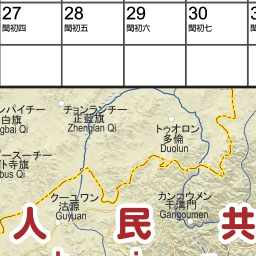 27 28 29 30
閏初四 閏初五 閏初六 閏初七
ンパイチー
白旗
gbai Qi
チョンランチー
正藍旗
Zhenglan Qi
トゥオロン
多倫
Duolun
ースーチー
卜寺旗
bus Qi
クーユワン
沽源
Guyuan
カンコウメン
干溝門
Gangoumen
人 民 共